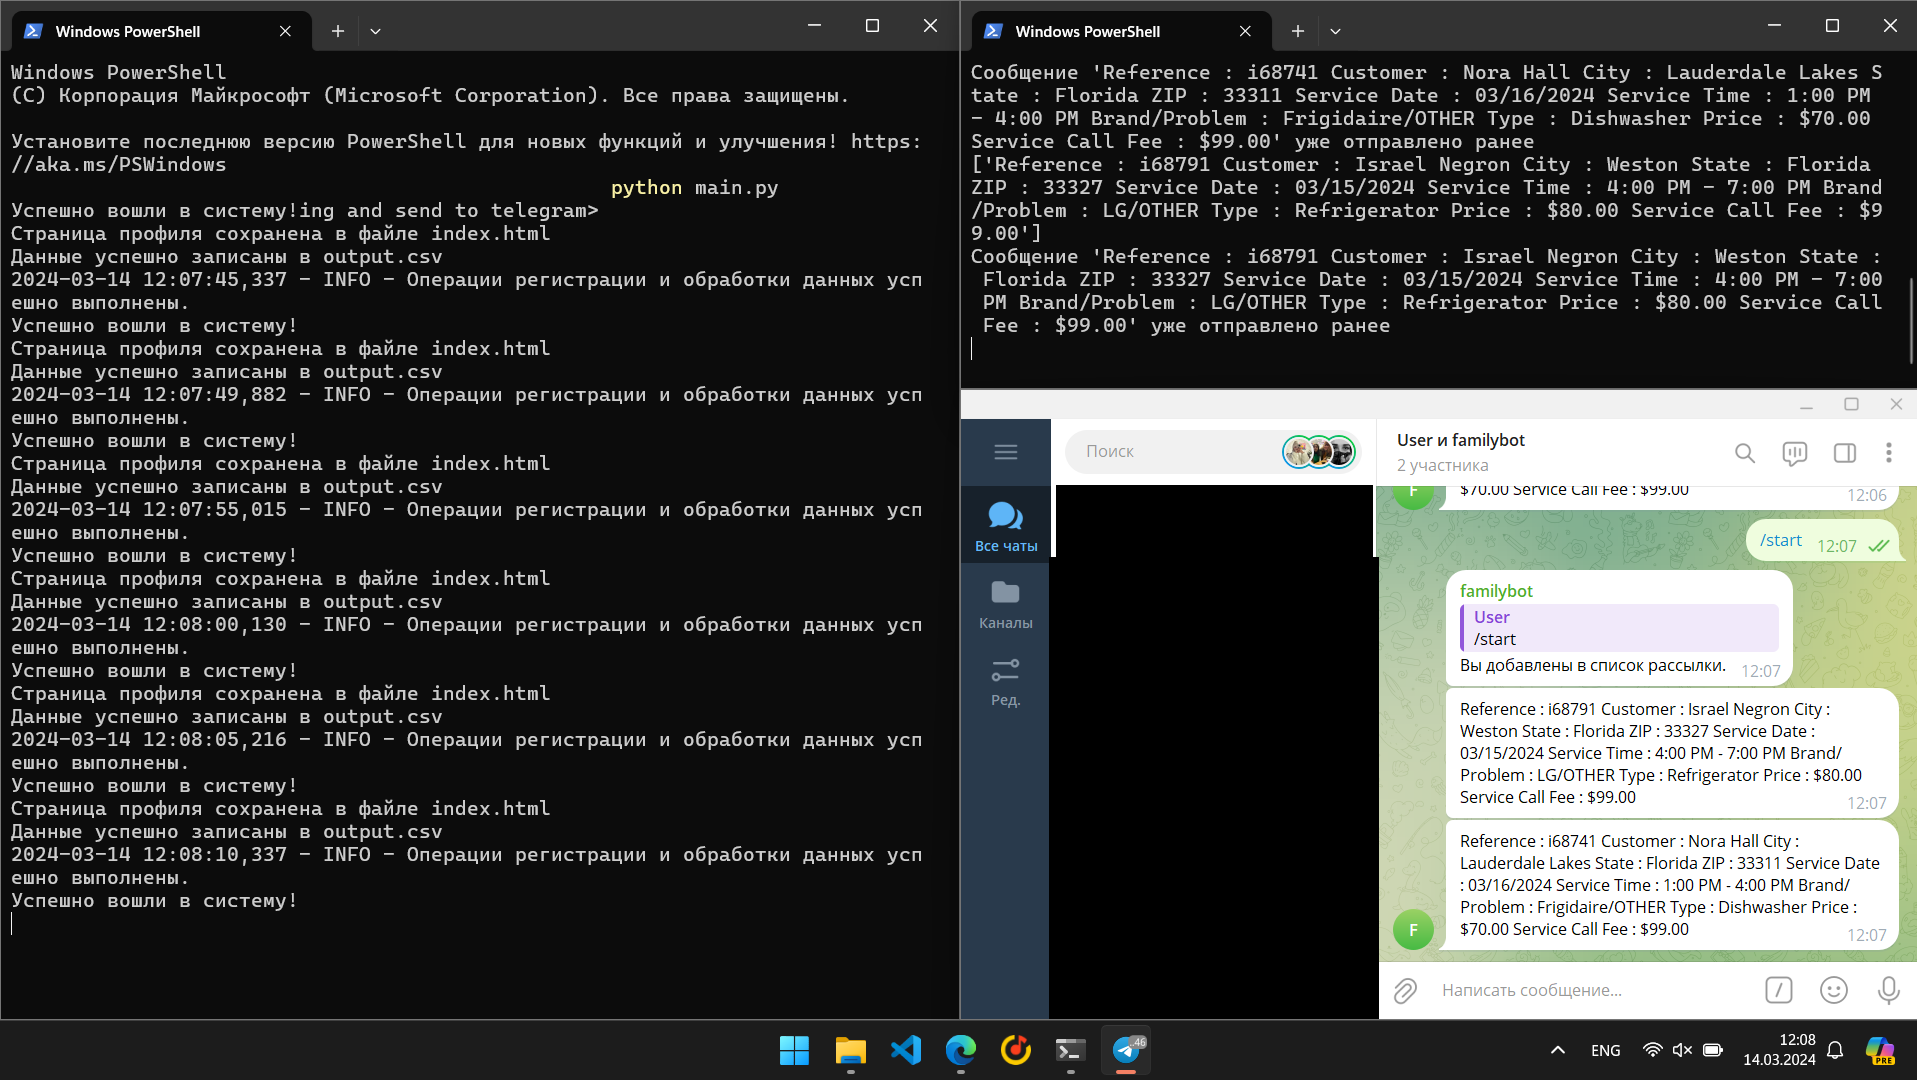 Windows PowerShell
Windows PowerShell
(C) Корпорация Майкрософт (Microsoft Corporation). Все права защищены.
Установите последнюю версию PowerShell для новых функций и улучшения! https:
//aka.ms/PSWindows
python main.py
Успешно вошли в систему!ing and send to telegram>
Страница профиля сохранена в файле index.html
Данные успешно записаны в output.csv
2024-03-14 12:07:45,337 - INFO - Операции регистрации и обработки данных усп
ешно выполнены.
Успешно вошли в систему!
Страница профиля сохранена в файле index.html
Данные успешно записаны в output.csv
2024-03-14 12:07:49,882 - INFO - Операции регистрации и обработки данных усп
ешно выполнены.
Успешно вошли в систему!
Страница профиля сохранена в файле index.html
Данные успешно записаны в output.csv
2024-03-14 12:07:55,015 - INFO - Операции регистрации и обработки данных усп
ешно выполнены.
Успешно вошли в систему!
Страница профиля сохранена в файле index.html
Данные успешно записаны в output.csv
2024-03-14 12:08:00,130 - INFO - Операции регистрации и обработки данных усп
ешно выполнены.
Успешно вошли в систему!
Страница профиля сохранена в файле index.html
Данные успешно записаны в output.csv
2024-03-14 12:08:05,216 - INFO - Операции регистрации и обработки данных усп
ешно выполнены.
Успешно вошли в систему!
Страница профиля сохранена в файле index.html
Данные успешно записаны в output.csv
2024-03-14 12:08:10,337 - INFO - Операции регистрации и обработки данных усп
ешно выполнены.
Успешно вошли в систему!
Windows PowerShell
Сообщение 'Reference : i68741 Customer : Nora Hall City : Lauderdale Lakes S
tate : Florida ZIP : 33311 Service Date : 03/16/2024 Service Time : 1:00 PM
- 4:00 PM Brand/Problem : Frigidaire/OTHER Type : Dishwasher Price : $70.00
Service Call Fee : $99.00' уже отправлено ранее
['Reference : i68791 Customer : Israel Negron City : Weston State : Florida
ZIP : 33327 Service Date : 03/15/2024 Service Time : 4:00 PM - 7:00 PM Brand
/Problem : LG/OTHER Type : Refrigerator Price : $80.00 Service Call Fee : $9
9.00']
Сообщение 'Reference : i68791 Customer : Israel Negron City : Weston State :
Florida ZIP : 33327 Service Date : 03/15/2024 Service Time : 4:00 PM - 7:00
PM Brand/Problem : LG/OTHER Type : Refrigerator Price : $80.00 Service Call
Fee : $99.00' уже отправлено ранее
Поиск
Все чаты
Каналы
Ред.
User и familybot
2 участника
F
$70.00 Service Call Fee : $99.00
12:06
/start
12:07
familybot
User
/start
Вы добавлены в список рассылки.
12:07
Reference : i68791 Customer : Israel Negron City :
Weston State : Florida ZIP : 33327 Service Date :
03/15/2024 Service Time : 4:00 PM - 7:00 PM Brand/
Problem : LG/OTHER Type : Refrigerator Price : $80.00
Service Call Fee : $99.00
12:07
Reference : i68741 Customer : Nora Hall City :
Lauderdale Lakes State : Florida ZIP : 33311 Service Date
: 03/16/2024 Service Time : 1:00 PM - 4:00 PM Brand/
Problem : Frigidaire/OTHER Type : Dishwasher Price :
$70.00 Service Call Fee : $99.00
12:07
F
Написать сообщение...
..46
ENG
12:08
14.03.2024
PRE